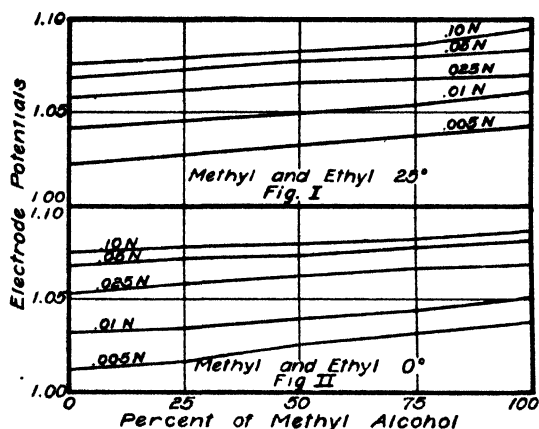 1.10
.10 N
.05 N
.025 N
1.05
.01 N
.005 N
Methyl and Ethyl 25°
Fig. I
1.00
1.10
.10 N
.05 N
.025 N
1.05
.01 N
.005 N
Methyl and Ethyl 0°
Fig II
1.00
0 25 50 75 100
Percent of Methyl Alcohol
Electrode Potentials